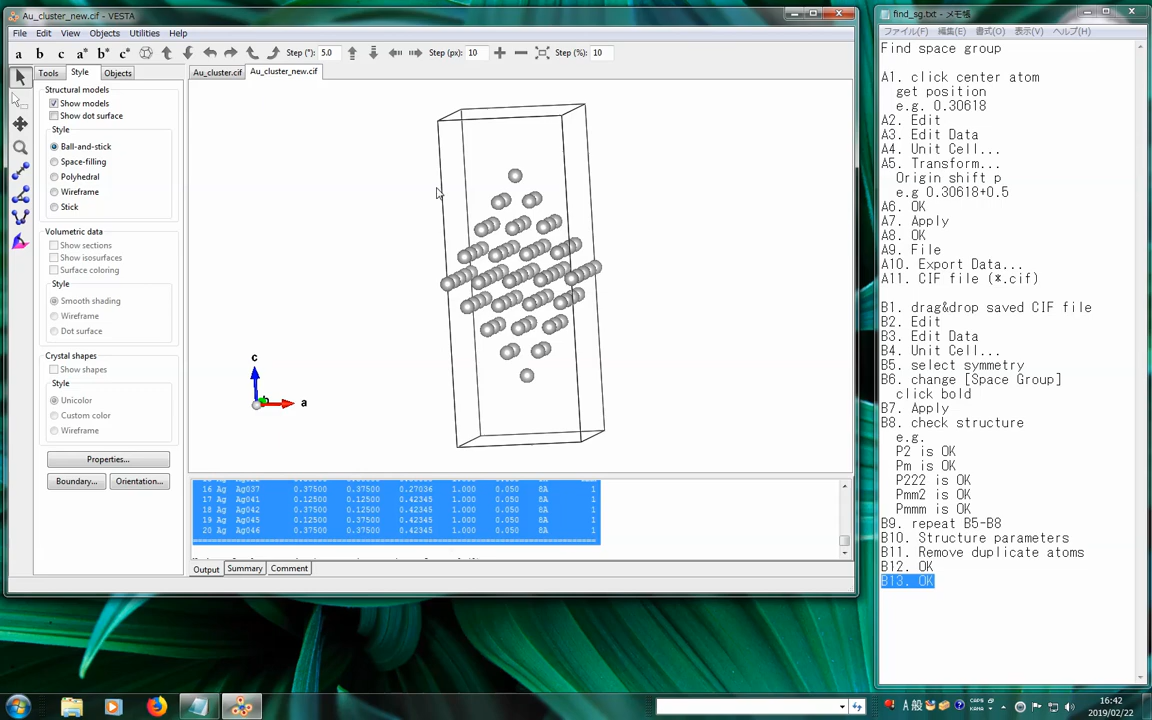 Au_cluster_new.cif - VESTA
File Edit View Objects Utilities Help
a b c a* b* c* Step (°): 5.0 Step (px): 10 Step (%): 10
Tools Style Objects
Au_cluster.cif Au_cluster_new.cif
Structural models
Show models
Show dot surface
Style
Ball-and-stick
Space-filling
Polyhedral
Wireframe
Stick
Volumetric data
Show sections
Show isosurfaces
Surface coloring
Style
Smooth shading
Wireframe
Dot surface
Crystal shapes
Show shapes
Style
Unicolor
Custom color
Wireframe
Properties...
Boundary... Orientation...
c
b
a
16 Ag Ag037 0.37500 0.37500 0.27036 1.000 0.050 8A 1
17 Ag Ag041 0.12500 0.12500 0.42345 1.000 0.050 8A 1
18 Ag Ag042 0.37500 0.12500 0.42345 1.000 0.050 8A 1
19 Ag Ag045 0.12500 0.37500 0.42345 1.000 0.050 8A 1
20 Ag Ag046 0.37500 0.37500 0.42345 1.000 0.050 8A 1
Output Summary Comment
find_sg.txt - メモ帳
ファイル(F) 編集(E) 書式(O) 表示(V) ヘルプ(H)
Find space group
A1. click center atom
get position
e.g. 0.30618
A2. Edit
A3. Edit Data
A4. Unit Cell...
A5. Transform...
Origin shift p
e.g 0.30618+0.5
A6. OK
A7. Apply
A8. OK
A9. File
A10. Export Data...
A11. CIF file (*.cif)
B1. drag&drop saved CIF file
B2. Edit
B3. Edit Data
B4. Unit Cell...
B5. select symmetry
B6. change [Space Group]
click bold
B7. Apply
B8. check structure
e.g.
P2 is OK
Pm is OK
P222 is OK
Pmm2 is OK
Pmmm is OK
B9. repeat B5-B8
B10. Structure parameters
B11. Remove duplicate atoms
B12. OK
B13. OK
A 般 CAPS KANA
16:42
2019/02/22